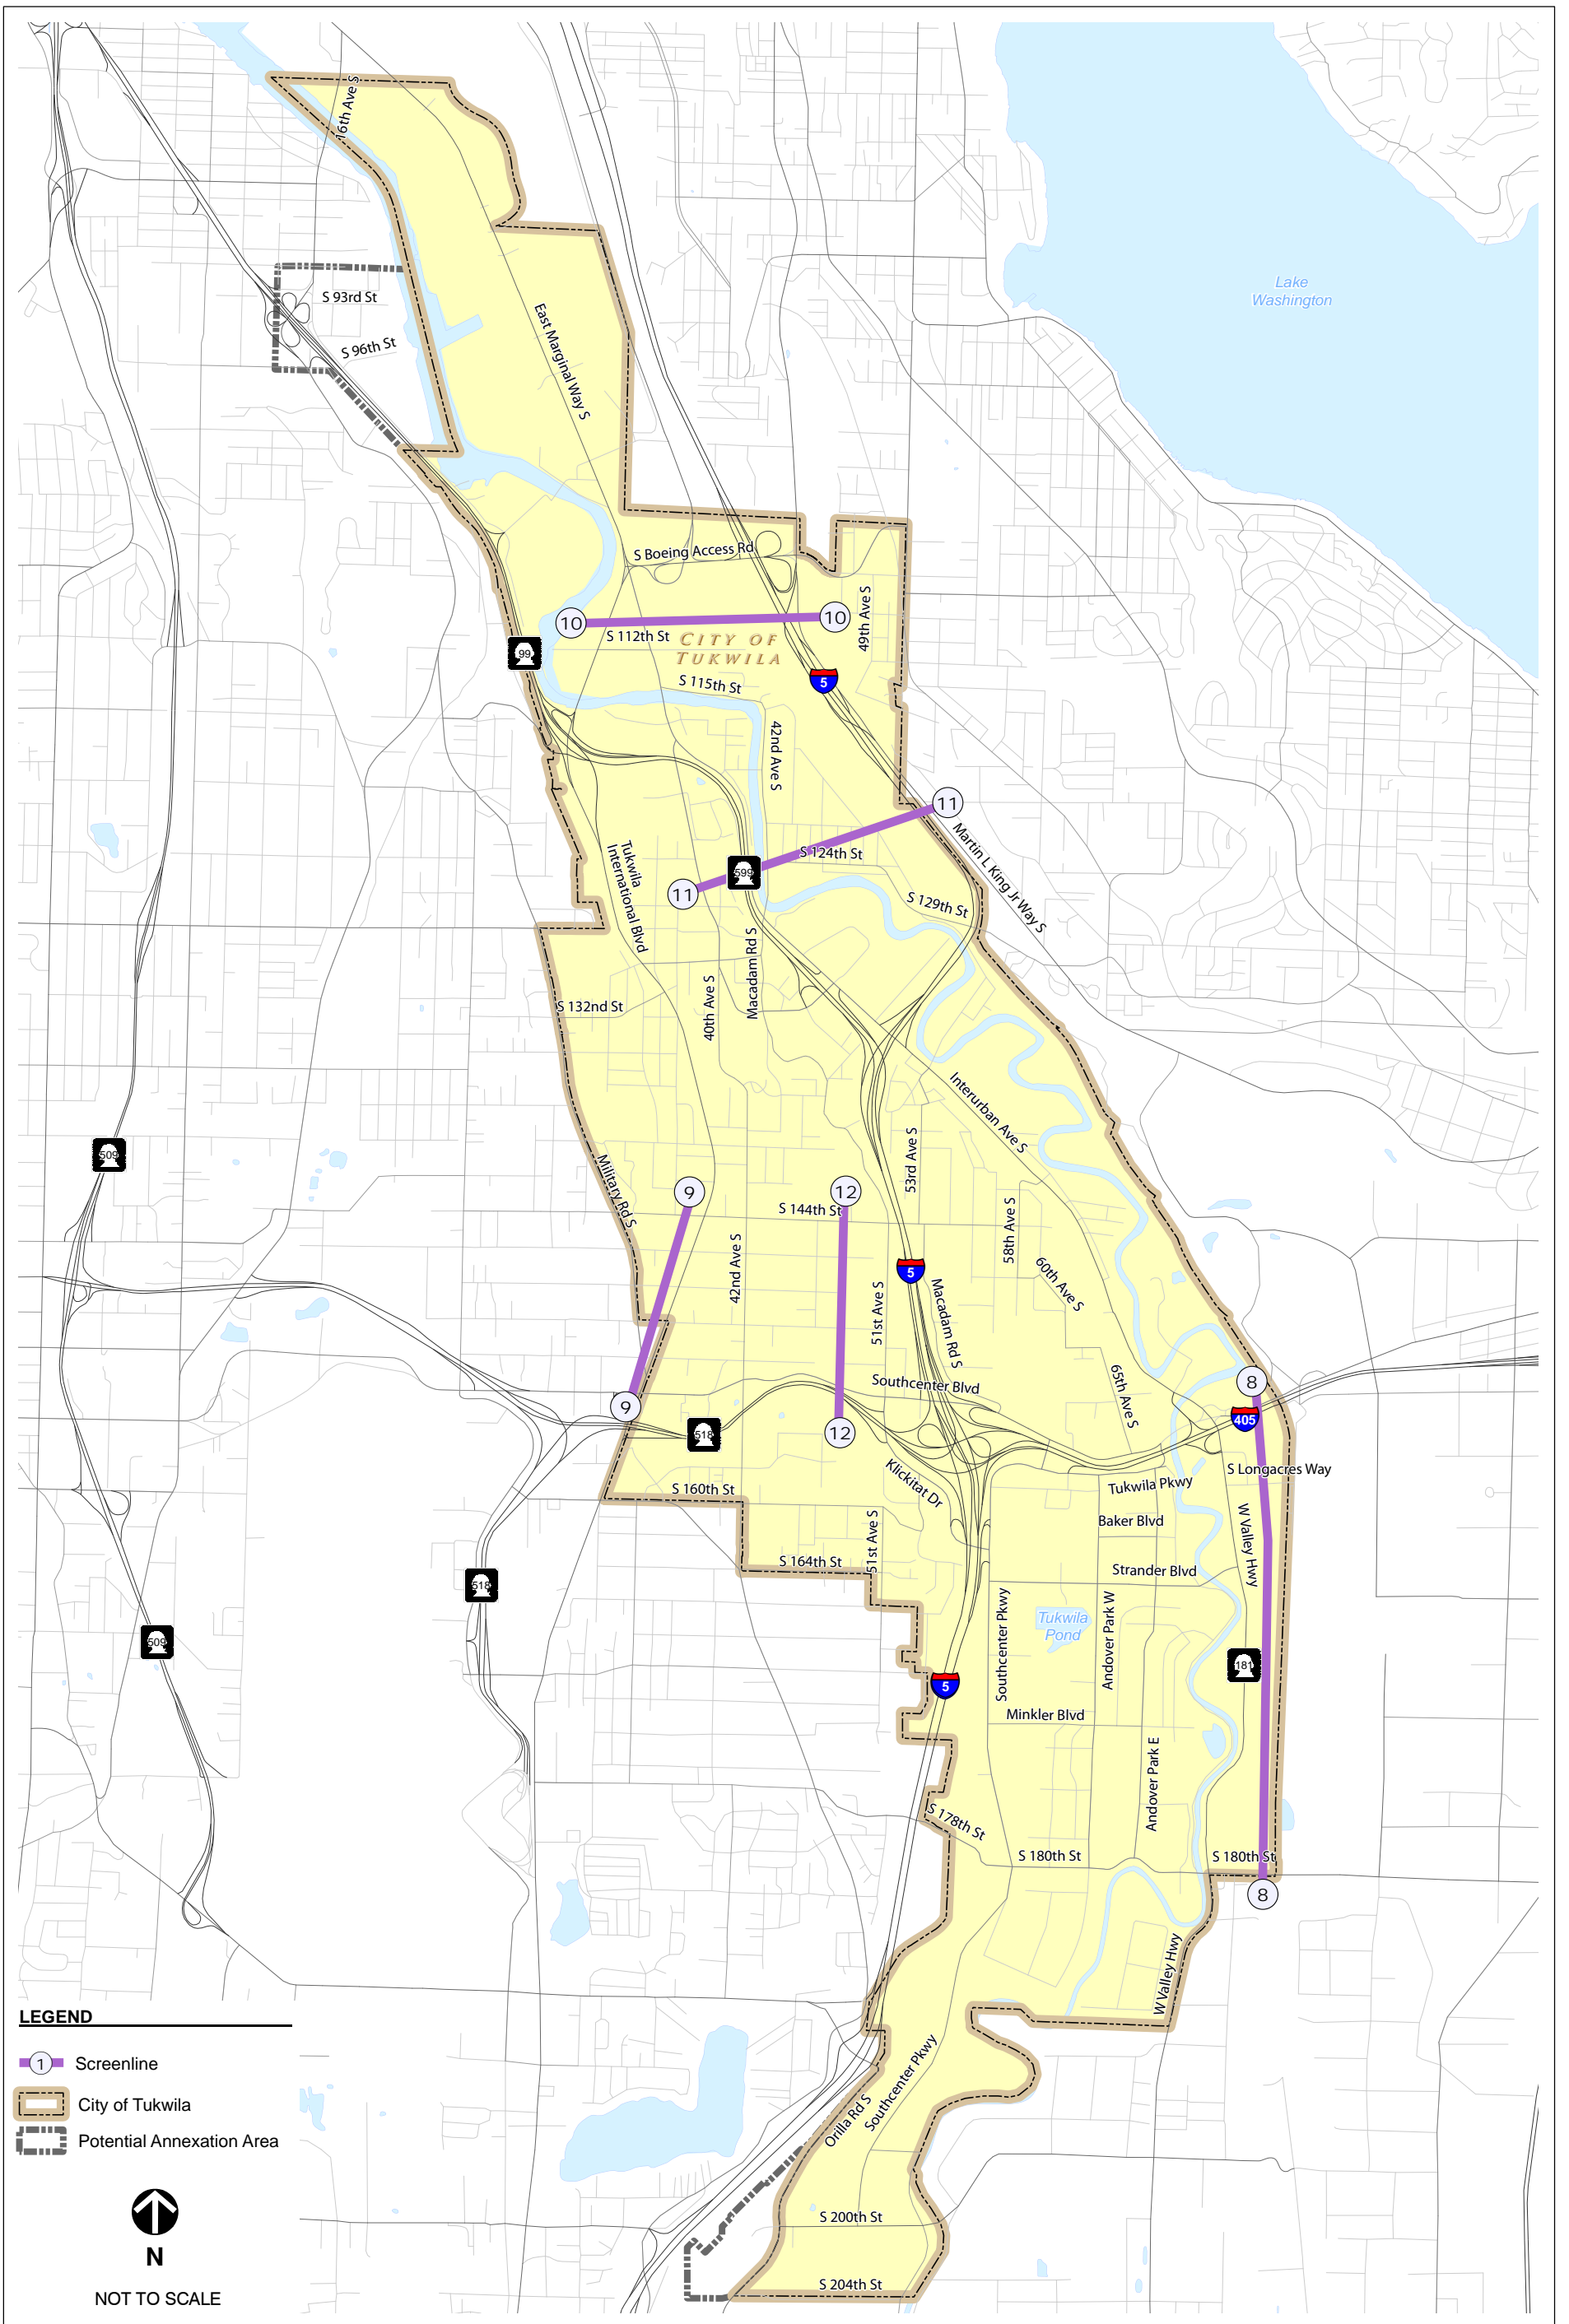 16th Ave S
Lake
Washington
S 93rd St
S 96th St
East Marginal Way S
S Boeing Access Rd
49th Ave S
10
10
S 112th St
CITY OF
TUKWILA
99
S 115th St
5
42nd Ave S
11
Martin L King Jr Way S
S 124th St
599
11
Tukwila
International Blvd
S 129th St
Macadam Rd S
40th Ave S
S 132nd St
Interurban Ave S
509
53rd Ave S
Military Rd S
9
12
S 144th St
58th Ave S
42nd Ave S
60th Ave S
5
51st Ave S
Macadam Rd S
Southcenter Blvd
65th Ave S
8
9
405
518
12
Klickitat Dr
S Longacres Way
S 160th St
Tukwila Pkwy
Baker Blvd
W Valley Hwy
51st Ave S
S 164th St
Strander Blvd
518
Tukwila
Pond
Southcenter Pkwy
Andover Park W
509
181
5
Minkler Blvd
Andover Park E
S 178th St
S 180th St
S 180th St
8
W Valley Hwy
LEGEND
1 Screenline
City of Tukwila
Potential Annexation Area
Southcenter Pkwy
Orilla Rd S
S 200th St
N
S 204th St
NOT TO SCALE